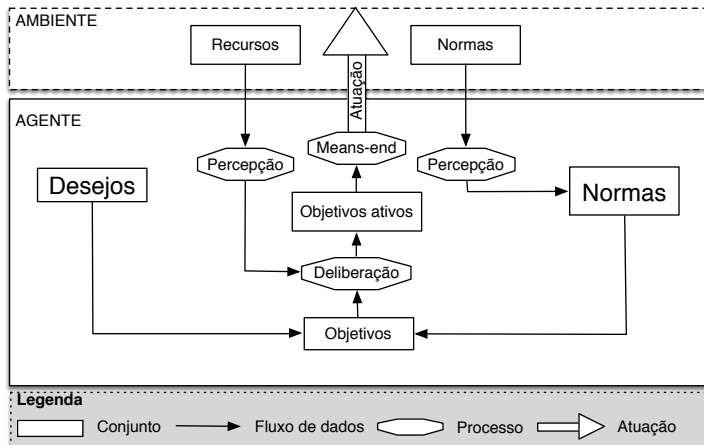 AMBIENTE
Recursos
Normas
Atuação
AGENTE
Means-end
Percepção
Percepção
Desejos
Objetivos ativos
Normas
Deliberação
Objetivos
Legenda
Conjunto
Fluxo de dados
Processo
Atuação